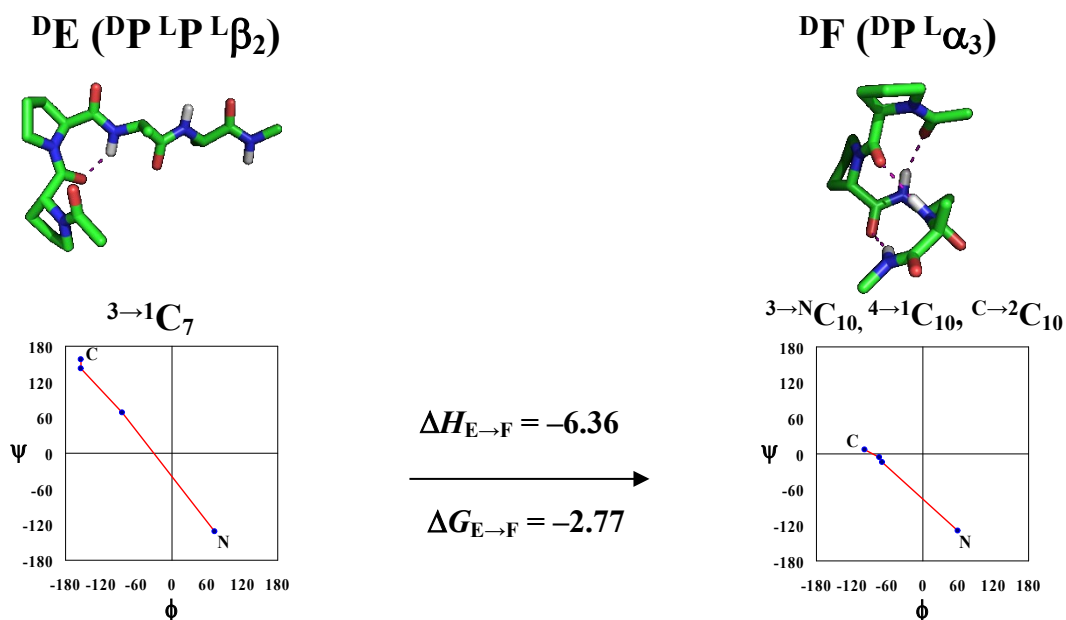 ᴰE (ᴰP ᴸP ᴸβ₂)
ᴰF (ᴰP ᴸα₃)
³→¹C₇
³→ᴺC₁₀, ⁴→¹C₁₀, ᶜ→²C₁₀
180
120
60
0
-60
-120
-180
ψ
C
N
-180 -120 -60 0 60 120 180
ϕ
ΔH_E→F = –6.36
ΔG_E→F = –2.77
180
120
60
0
-60
-120
-180
ψ
C
N
-180 -120 -60 0 60 120 180
ϕ